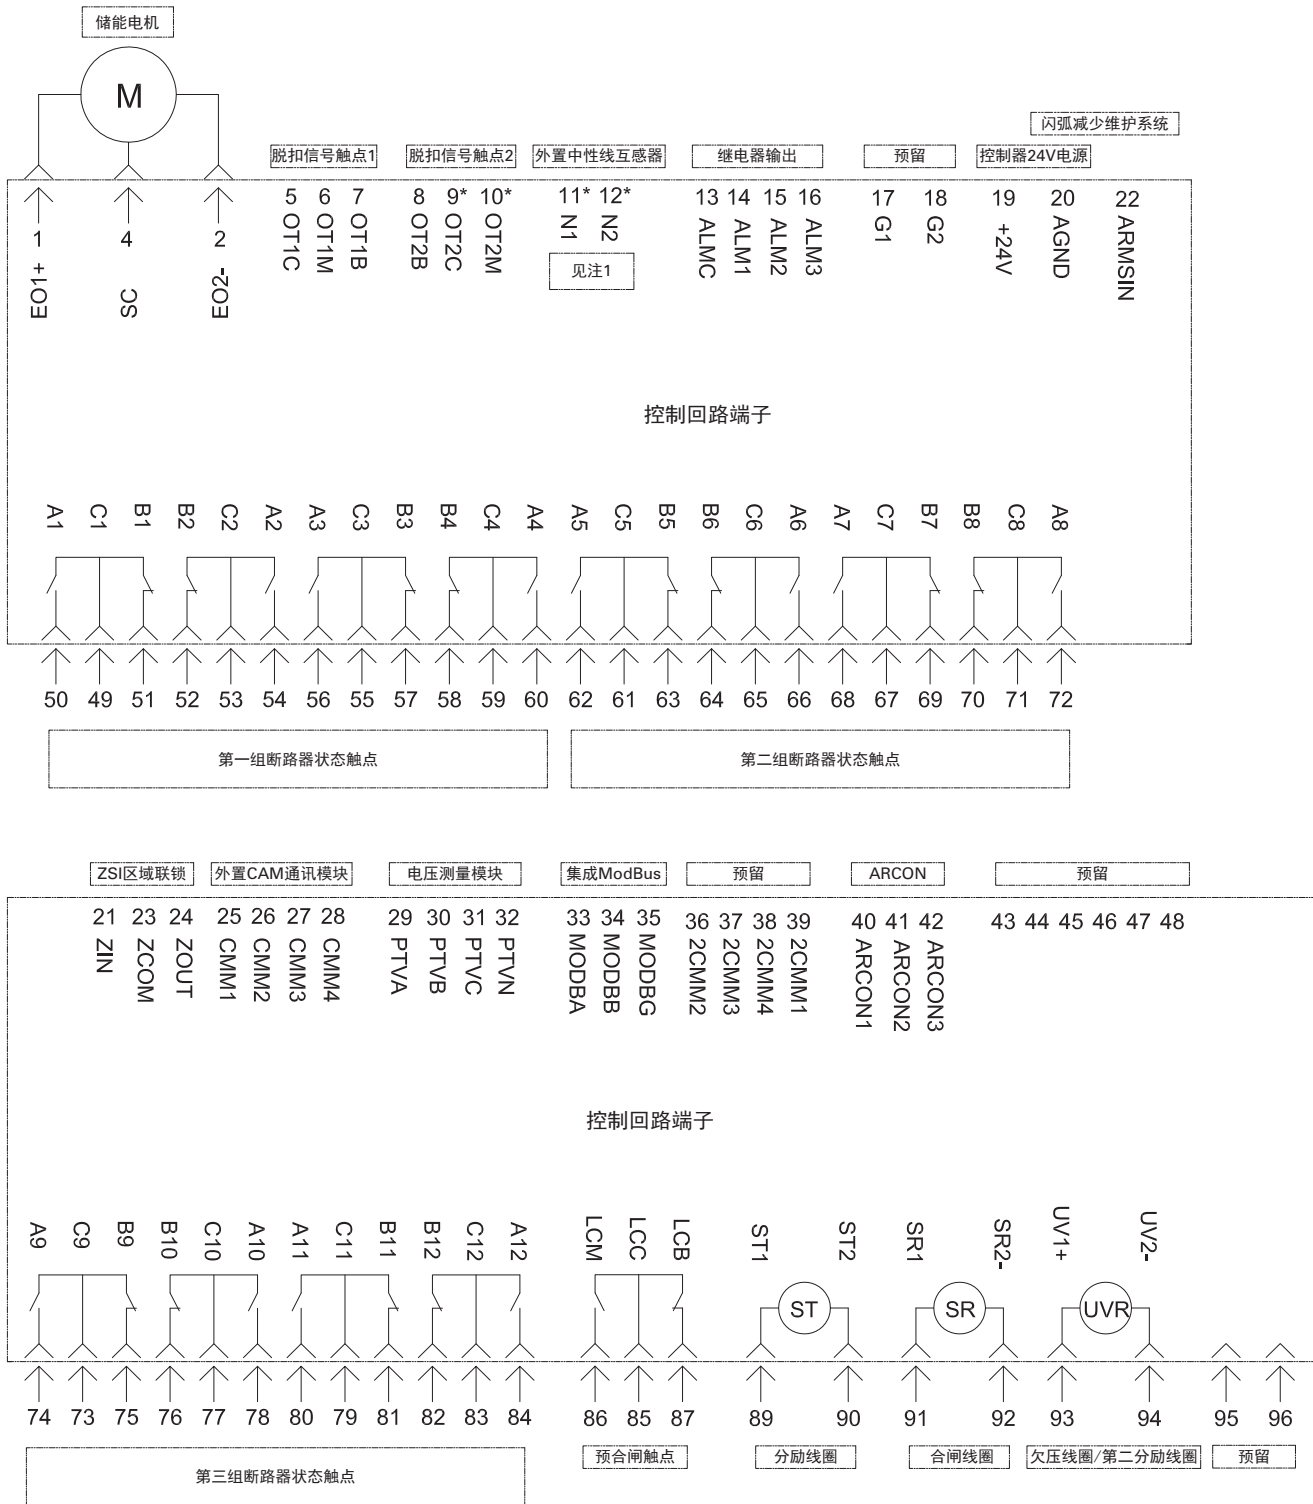 储能电机
M
闪弧减少维护系统
脱扣信号触点1 脱扣信号触点2 外置中性线互感器 继电器输出 预留 控制器24V电源
5 6 7 8 9* 10* 11* 12* 13 14 15 16 17 18 19 20 22
OT1C OT1M OT1B OT2B OT2C OT2M N1 N2 ALMC ALM1 ALM2 ALM3 G1 G2 +24V AGND ARMSIN
1 4 2
EO1+ SC EO2-
见注1
控制回路端子
A1 C1 B1 B2 C2 A2 A3 C3 B3 B4 C4 A4 A5 C5 B5 B6 C6 A6 A7 C7 B7 B8 C8 A8
50 49 51 52 53 54 56 55 57 58 59 60 62 61 63 64 65 66 68 67 69 70 71 72
第一组断路器状态触点 第二组断路器状态触点
ZSI区域联锁 外置CAM通讯模块 电压测量模块 集成ModBus 预留 ARCON 预留
21 23 24 25 26 27 28 29 30 31 32 33 34 35 36 37 38 39 40 41 42 43 44 45 46 47 48
ZIN ZCOM ZOUT CMM1 CMM2 CMM3 CMM4 PTVA PTVB PTVC PTVN MODBA MODBB MODBG 2CMM2 2CMM3 2CMM4 2CMM1 ARCON1 ARCON2 ARCON3
控制回路端子
A9 C9 B9 B10 C10 A10 A11 C11 B11 B12 C12 A12 LCM LCC LCB ST1 ST2 SR1 SR2- UV1+ UV2-
ST SR UVR
74 73 75 76 77 78 80 79 81 82 83 84 86 85 87 89 90 91 92 93 94 95 96
第三组断路器状态触点 预合闸触点 分励线圈 合闸线圈 欠压线圈/第二分励线圈 预留